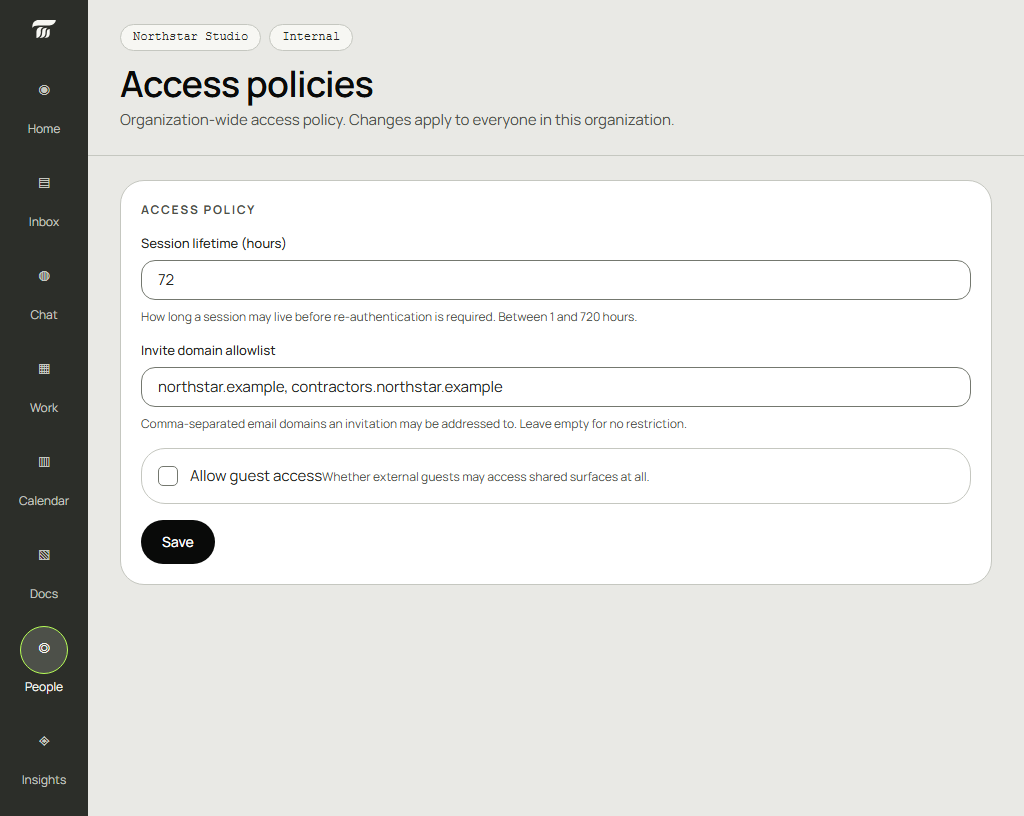 Northstar Studio Internal
Access policies
Organization-wide access policy. Changes apply to everyone in this organization.
Home
Inbox
Chat
Work
Calendar
Docs
People
Insights
ACCESS POLICY
Session lifetime (hours)
72
How long a session may live before re-authentication is required. Between 1 and 720 hours.
Invite domain allowlist
northstar.example, contractors.northstar.example
Comma-separated email domains an invitation may be addressed to. Leave empty for no restriction.
Allow guest accessWhether external guests may access shared surfaces at all.
Save